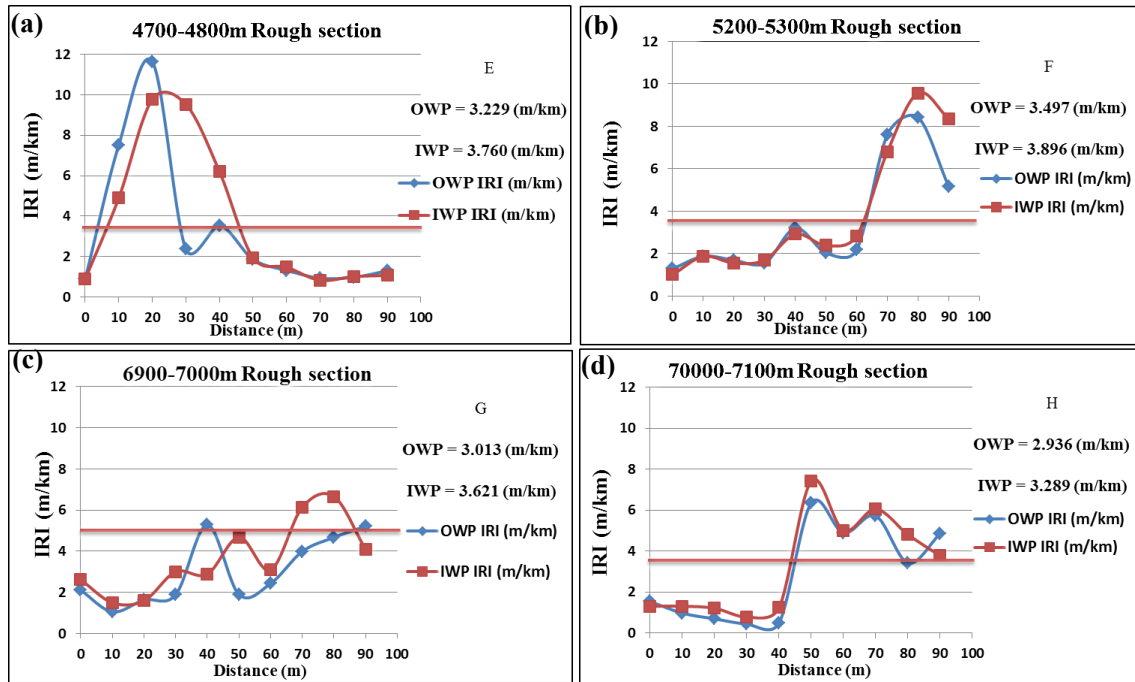 (a)
4700-4800m Rough section
E
OWP = 3.229 (m/km)
IWP = 3.760 (m/km)
OWP IRI (m/km)
IWP IRI (m/km)
IRI (m/km)
12
10
8
6
4
2
0
0 10 20 30 40 50 60 70 80 90 100
Distance (m)
(b)
5200-5300m Rough section
F
OWP = 3.497 (m/km)
IWP = 3.896 (m/km)
OWP IRI (m/km)
IWP IRI (m/km)
IRI (m/km)
12
10
8
6
4
2
0
0 10 20 30 40 50 60 70 80 90 100
Distance (m)
(c)
6900-7000m Rough section
G
OWP = 3.013 (m/km)
IWP = 3.621 (m/km)
OWP IRI (m/km)
IWP IRI (m/km)
IRI (m/km)
12
10
8
6
4
2
0
0 10 20 30 40 50 60 70 80 90 100
Distance (m)
(d)
70000-7100m Rough section
H
OWP = 2.936 (m/km)
IWP = 3.289 (m/km)
OWP IRI (m/km)
IWP IRI (m/km)
IRI (m/km)
12
10
8
6
4
2
0
0 10 20 30 40 50 60 70 80 90 100
Distance (m)